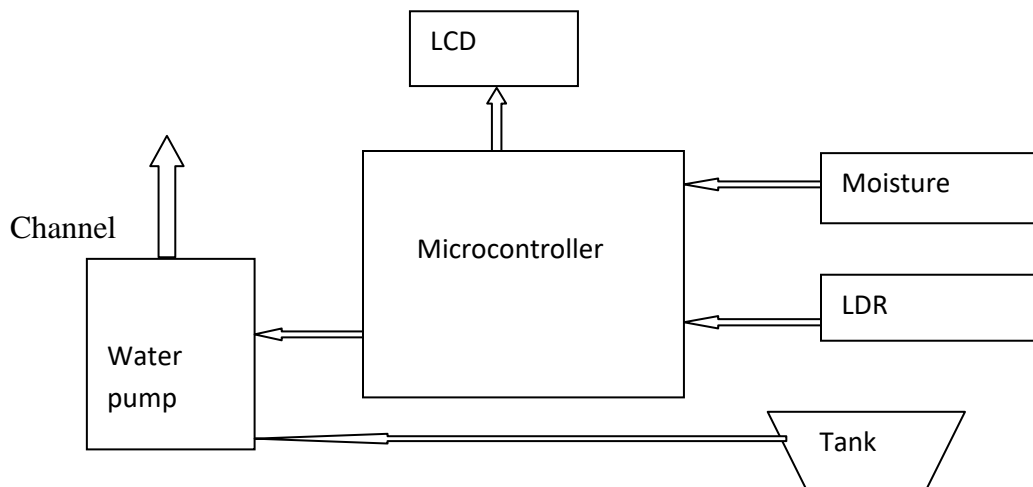 LCD
Moisture
Channel
Microcontroller
LDR
Water
pump
Tank